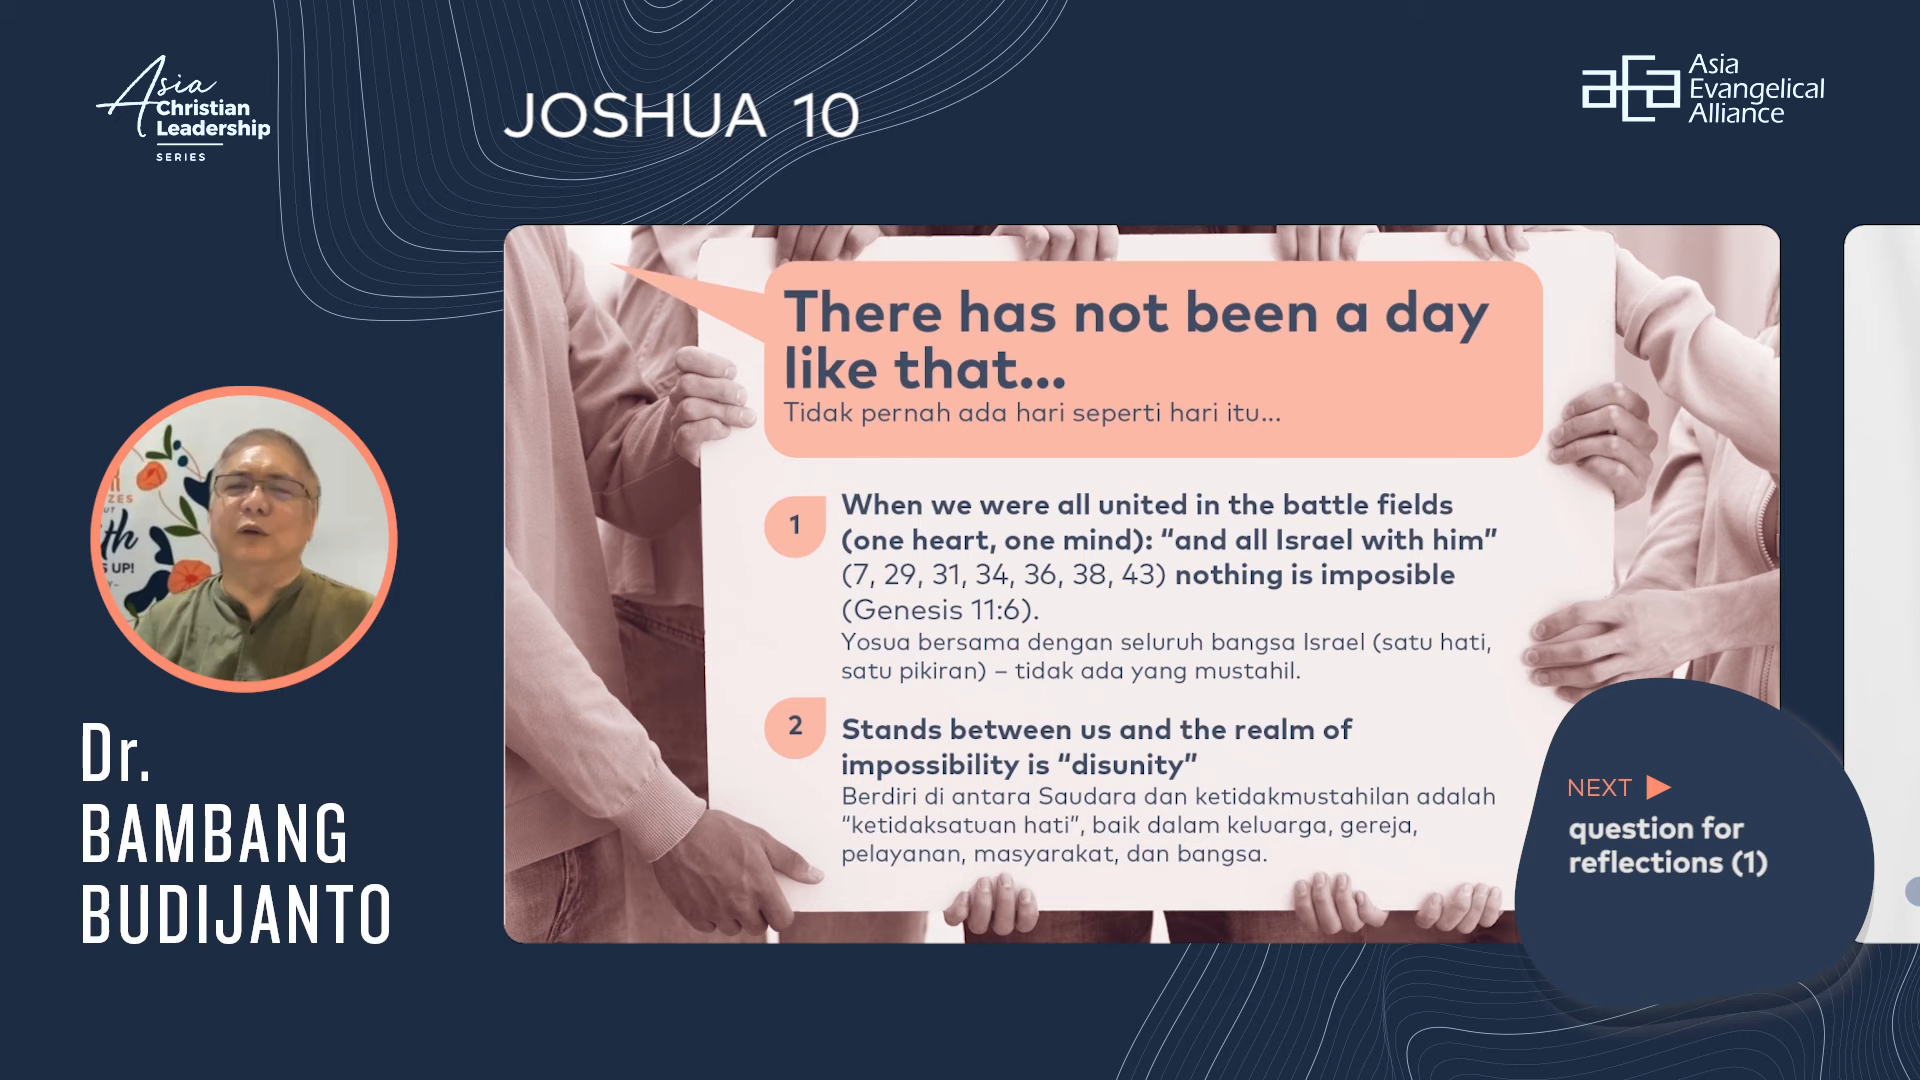 Asia
Christian
Leadership
SERIES
JOSHUA 10
aea
Asia
Evangelical
Alliance
There has not been a day
like that...
Tidak pernah ada hari seperti hari itu...
1
When we were all united in the battle fields
(one heart, one mind): “and all Israel with him”
(7, 29, 31, 34, 36, 38, 43) nothing is imposible
(Genesis 11:6).
Yosua bersama dengan seluruh bangsa Israel (satu hati,
satu pikiran) – tidak ada yang mustahil.
2
Stands between us and the realm of
impossibility is “disunity”
Berdiri di antara Saudara dan ketidakmustahilan adalah
“ketidaksatuan hati”, baik dalam keluarga, gereja,
pelayanan, masyarakat, dan bangsa.
UP!
Dr.
BAMBANG
BUDIJANTO
NEXT
question for
reflections (1)